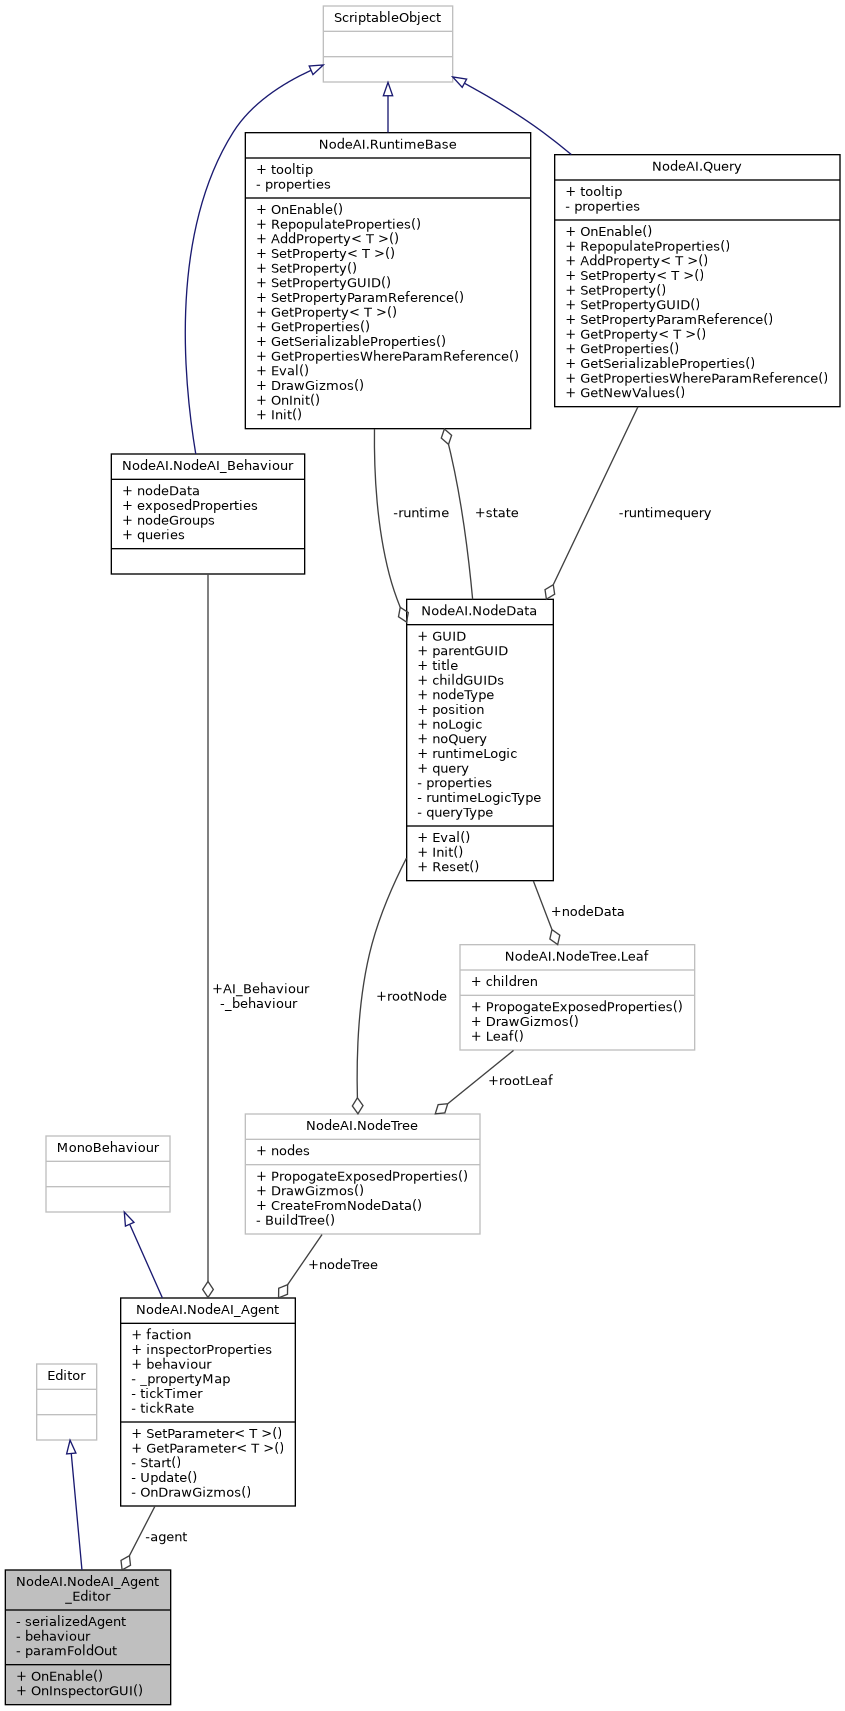 ScriptableObject
NodeAI.RuntimeBase
+ tooltip
- properties
+ OnEnable()
+ RepopulateProperties()
+ AddProperty< T >()
+ SetProperty< T >()
+ SetProperty()
+ SetPropertyGUID()
+ SetPropertyParamReference()
+ GetProperty< T >()
+ GetProperties()
+ GetSerializableProperties()
+ GetPropertiesWhereParamReference()
+ Eval()
+ DrawGizmos()
+ OnInit()
+ Init()
NodeAI.Query
+ tooltip
- properties
+ OnEnable()
+ RepopulateProperties()
+ AddProperty< T >()
+ SetProperty< T >()
+ SetProperty()
+ SetPropertyGUID()
+ SetPropertyParamReference()
+ GetProperty< T >()
+ GetProperties()
+ GetSerializableProperties()
+ GetPropertiesWhereParamReference()
+ GetNewValues()
NodeAI.NodeAI_Behaviour
+ nodeData
+ exposedProperties
+ nodeGroups
+ queries
-runtime
+state
-runtimequery
NodeAI.NodeData
+ GUID
+ parentGUID
+ title
+ childGUIDs
+ nodeType
+ position
+ noLogic
+ noQuery
+ runtimeLogic
+ query
- properties
- runtimeLogicType
- queryType
+ Eval()
+ Init()
+ Reset()
+nodeData
NodeAI.NodeTree.Leaf
+ children
+ PropogateExposedProperties()
+ DrawGizmos()
+ Leaf()
+AI_Behaviour
-_behaviour
+rootNode
+rootLeaf
NodeAI.NodeTree
+ nodes
+ PropogateExposedProperties()
+ DrawGizmos()
+ CreateFromNodeData()
- BuildTree()
MonoBehaviour
+nodeTree
NodeAI.NodeAI_Agent
+ faction
+ inspectorProperties
+ behaviour
- _propertyMap
- tickTimer
- tickRate
+ SetParameter< T >()
+ GetParameter< T >()
- Start()
- Update()
- OnDrawGizmos()
Editor
-agent
NodeAI.NodeAI_Agent
_Editor
- serializedAgent
- behaviour
- paramFoldOut
+ OnEnable()
+ OnInspectorGUI()